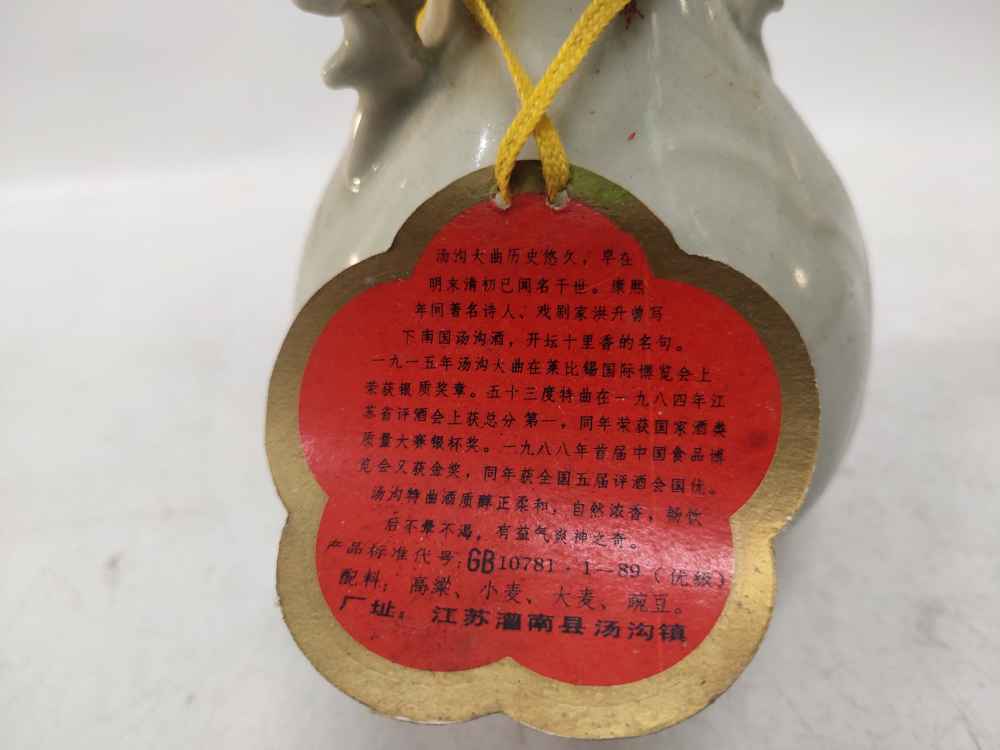 汤沟大曲历史悠久，早在
明末清初已闻名于世。康熙
年间著名诗人、戏剧家洪升曾写
下南国汤沟酒，开坛十里香的名句。
一九一五年汤沟大曲在莱比锡国际博览会上
荣获银质奖章。五十三度特曲在一九八四年江
苏省评酒会上获总分第一，同年荣获国家酒类
质量大赛银杯奖。一九八八年首届中国食品博
览会又获金奖，同年获全国五届评酒会国优。
汤沟特曲酒质醇正柔和，自然浓香，畅饮
后不晕不渴，有益气爽神之奇。
产品标准代号：GB10781·1—89（优级）
配料：高粱、小麦、大麦、豌豆。
厂址：江苏灌南县汤沟镇